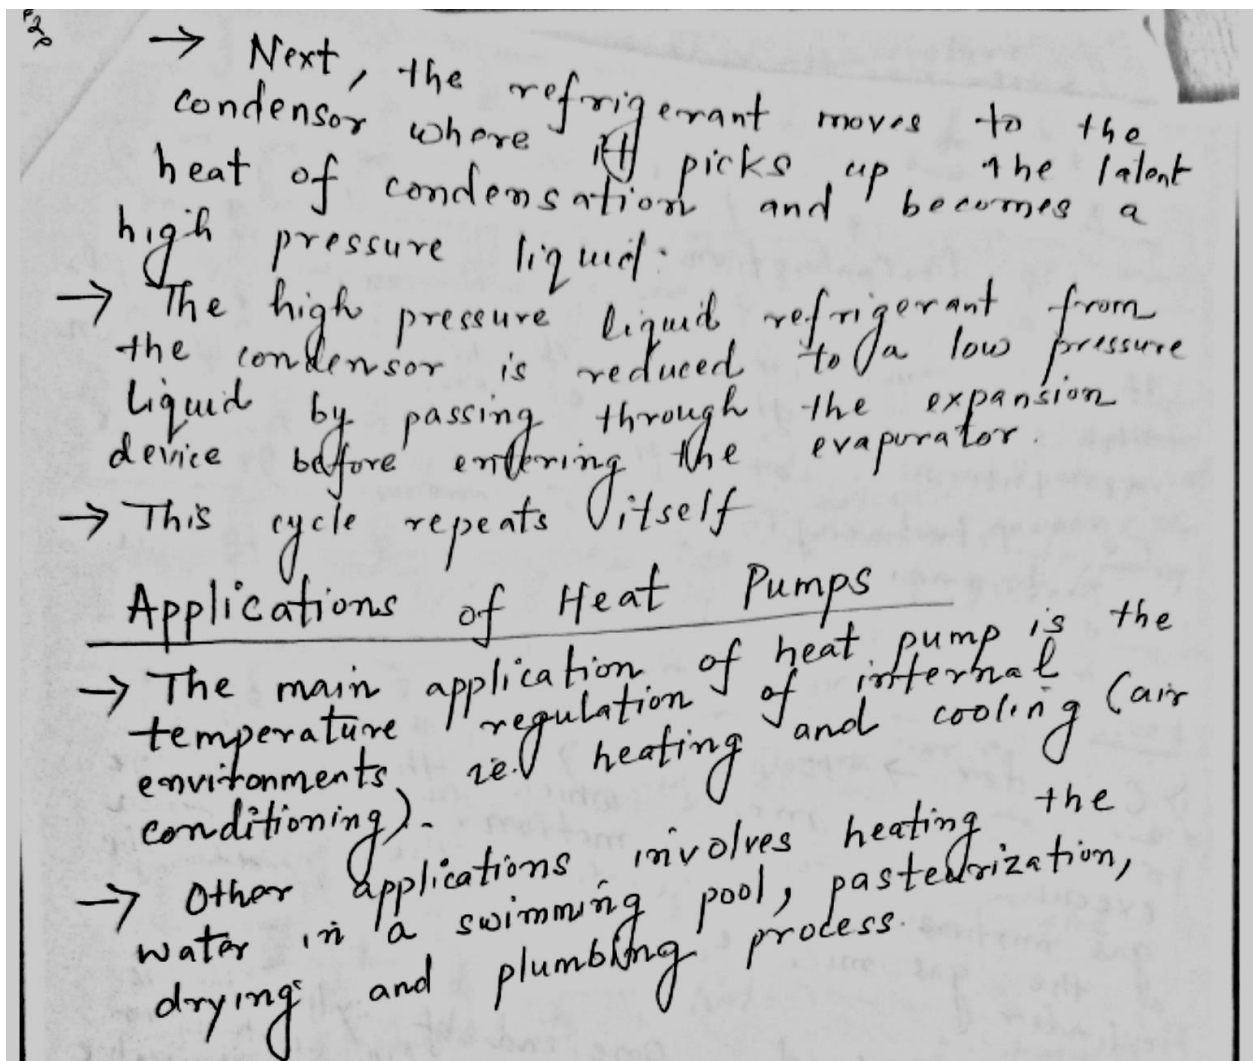 → Next, the refrigerant moves to the
condensor where it picks up the latent
heat of condensation and becomes a
high pressure liquid.
→ The high pressure liquid refrigerant from
the condensor is reduced to a low pressure
liquid by passing through the expansion
device before entering the evaporator.
→ This cycle repeats itself
Applications of Heat Pumps
→ The main application of heat pump is the
temperature regulation of internal
environments ie. heating and cooling (air
conditioning).
→ Other applications involves heating the
water in a swimming pool, pasteurization,
drying and plumbing process.